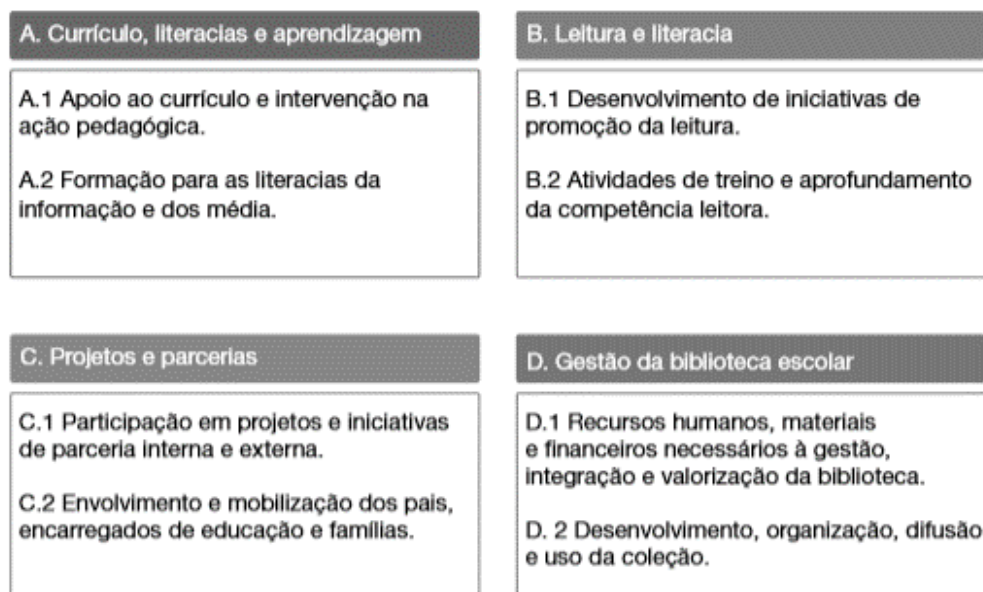 A. Currículo, literacias e aprendizagem
A.1 Apoio ao currículo e intervenção na
ação pedagógica.
A.2 Formação para as literacias da
informação e dos média.
B. Leitura e literacia
B.1 Desenvolvimento de iniciativas de
promoção da leitura.
B.2 Atividades de treino e aprofundamento
da competência leitora.
C. Projetos e parcerias
C.1 Participação em projetos e iniciativas
de parceria interna e externa.
C.2 Envolvimento e mobilização dos pais,
encarregados de educação e famílias.
D. Gestão da biblioteca escolar
D.1 Recursos humanos, materiais
e financeiros necessários à gestão,
integração e valorização da biblioteca.
D. 2 Desenvolvimento, organização, difusão
e uso da coleção.